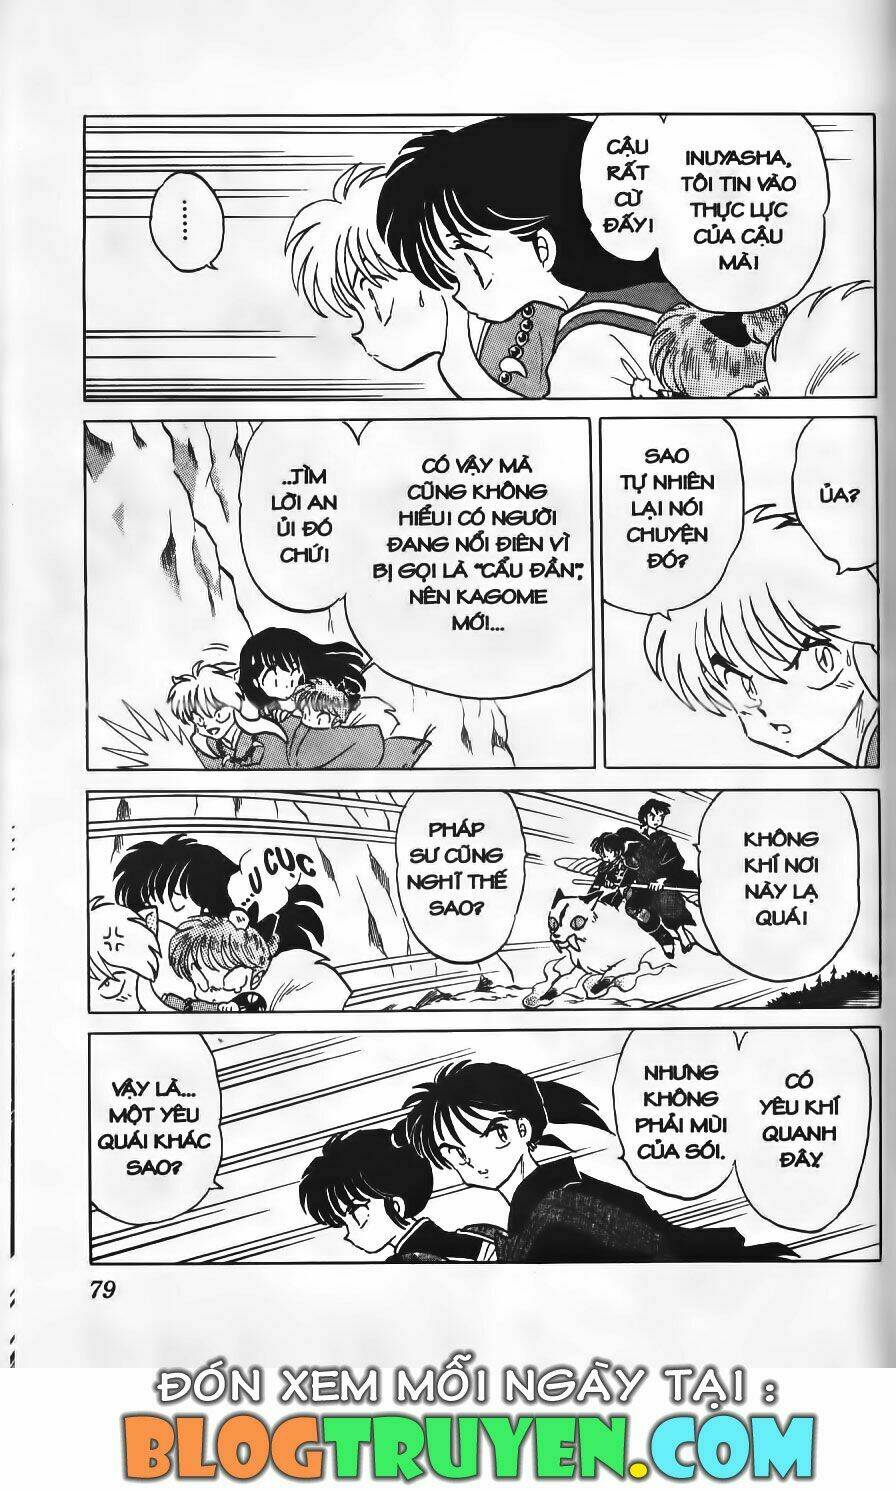 INUYASHA,
TÔI TIN VÀO
THỰC LỰC
CỦA CẬU
MÀ!
CẬU
RẤT
CỪ
ĐẤY!
......
ỦA?
SAO
TỰ NHIÊN
LẠI NÓI
CHUYỆN
ĐÓ?
CÓ VẬY MÀ
CŨNG KHÔNG
HIỂU! CÓ NGƯỜI
ĐANG NỔI ĐIÊN VÌ
BỊ GỌI LÀ "CẨU ĐẦN",
NÊN KAGOME
MỚI...
...TÌM
LỜI AN
ỦI ĐÓ
CHỨ!
KHÔNG
KHÍ NƠI
NÀY LẠ
QUÁ!
PHÁP
SƯ CŨNG
NGHĨ THẾ
SAO?
...U CỤC
CÓ
YÊU KHÍ
QUANH
ĐÂY.
NHƯNG
KHÔNG
PHẢI MÙI
CỦA SÓI.
VẬY LÀ...
MỘT YÊU
QUÁI KHÁC
SAO?
79
ĐÓN XEM MỖI NGÀY TẠI :
BLOGTRUYEN.COM